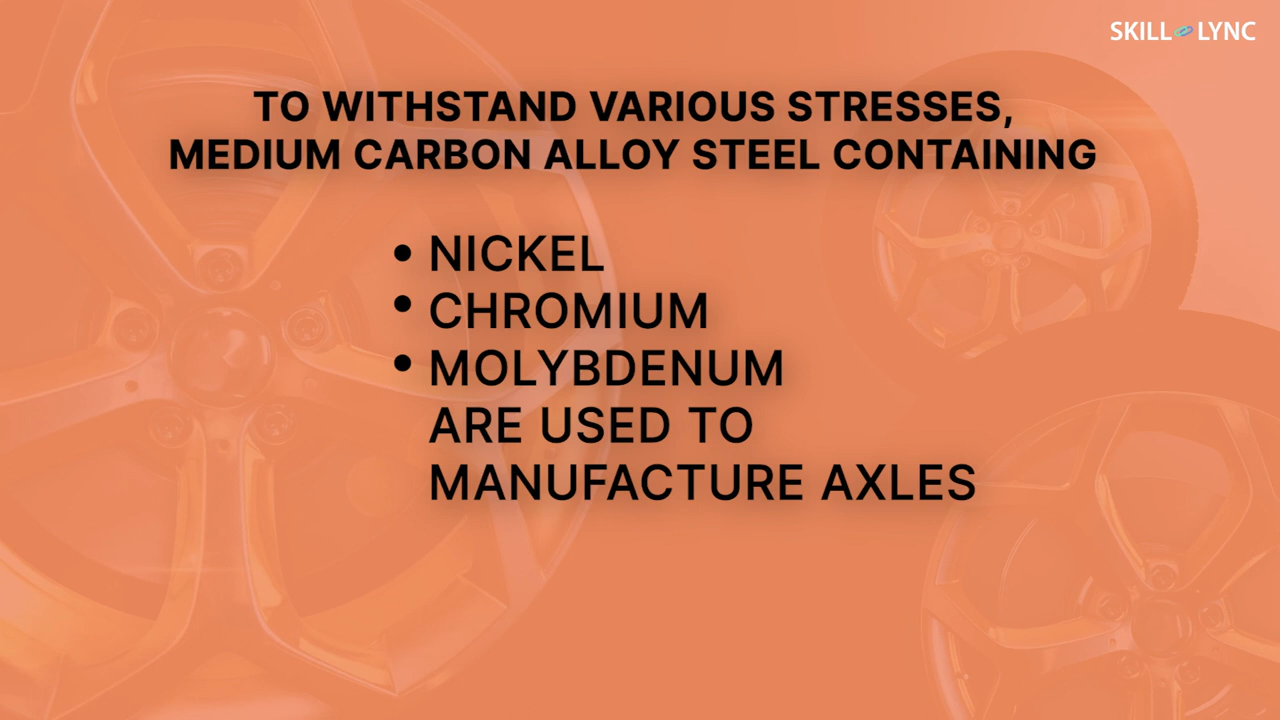 SKILL LYNC
TO WITHSTAND VARIOUS STRESSES,
MEDIUM CARBON ALLOY STEEL CONTAINING
• NICKEL
• CHROMIUM
• MOLYBDENUM
ARE USED TO
MANUFACTURE AXLES